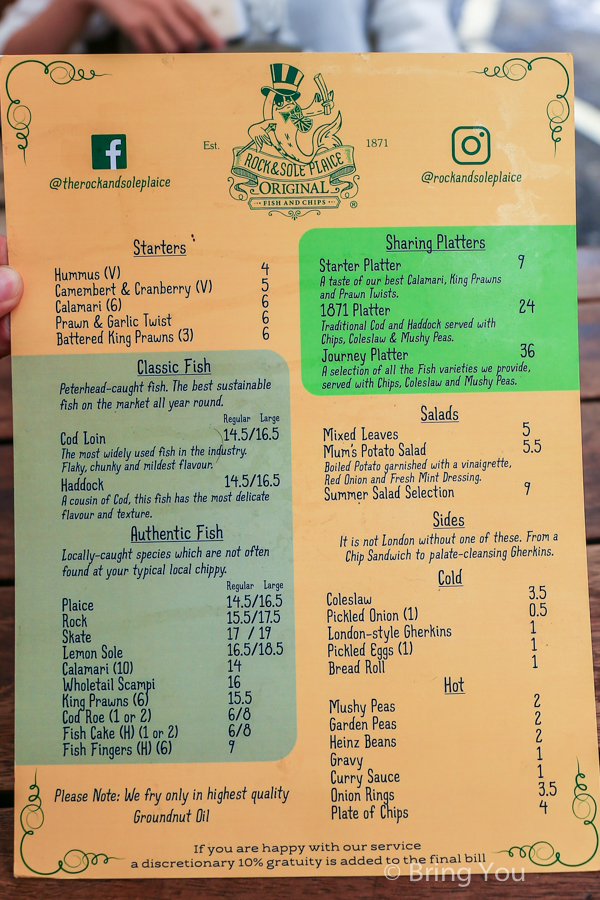 Est.
1871
ROCK & SOLE PLAICE
ORIGINAL
FISH AND CHIPS
®
@therockandsoleplaice
@rockandsoleplaice
Starters
Hummus (V) 4
Camembert & Cranberry (V) 5
Calamari (6) 6
Prawn & Garlic Twist 6
Battered King Prawns (3) 6
Classic Fish
Peterhead-caught fish. The best sustainable
fish on the market all year round.
Regular Large
Cod Loin 14.5/16.5
The most widely used fish in the industry.
Flaky, chunky and mildest flavour.
Haddock 14.5/16.5
A cousin of Cod, this fish has the most delicate
flavour and texture.
Authentic Fish
Locally-caught species which are not often
found at your typical local chippy.
Regular Large
Plaice 14.5/16.5
Rock 15.5/17.5
Skate 17 / 19
Lemon Sole 16.5/18.5
Calamari (10) 14
Wholetail Scampi 16
King Prawns (6) 15.5
Cod Roe (1 or 2) 6/8
Fish Cake (H) (1 or 2) 6/8
Fish Fingers (H) (6) 9
Please Note: We fry only in highest quality
Groundnut Oil
Sharing Platters
Starter Platter 9
A taste of our best Calamari, King Prawns
and Prawn Twists.
1871 Platter 24
Traditional Cod and Haddock served with
Chips, Coleslaw & Mushy Peas.
Journey Platter 36
A selection of all the Fish varieties we provide,
served with Chips, Coleslaw and Mushy Peas.
Salads
Mixed Leaves 5
Mum's Potato Salad 5.5
Boiled Potato garnished with a vinaigrette,
Red Onion and Fresh Mint Dressing.
Summer Salad Selection 9
Sides
It is not London without one of these. From a
Chip Sandwich to palate-cleansing Gherkins.
Cold
Coleslaw 3.5
Pickled Onion (1) 0.5
London-style Gherkins 1
Pickled Eggs (1) 1
Bread Roll 1
Hot
Mushy Peas 2
Garden Peas 2
Heinz Beans 2
Gravy 1
Curry Sauce 1
Onion Rings 3.5
Plate of Chips 4
If you are happy with our service
a discretionary 10% gratuity is added to the final bill
© Bring You